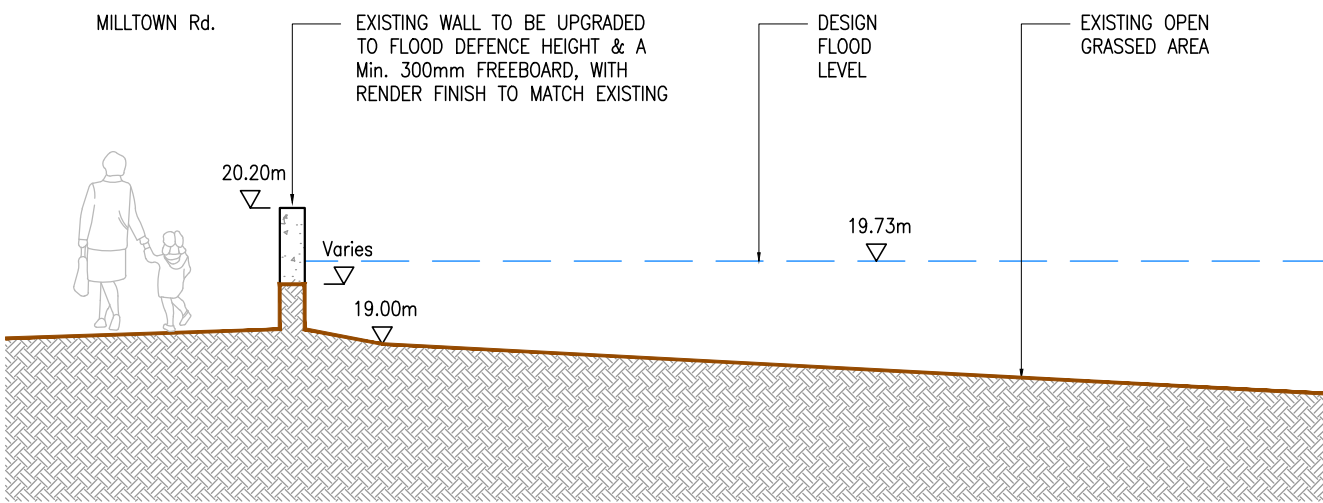 MILLTOWN Rd.
EXISTING WALL TO BE UPGRADED
TO FLOOD DEFENCE HEIGHT & A
Min. 300mm FREEBOARD, WITH
RENDER FINISH TO MATCH EXISTING
DESIGN
FLOOD
LEVEL
EXISTING OPEN
GRASSED AREA
20.20m
Varies
19.00m
19.73m